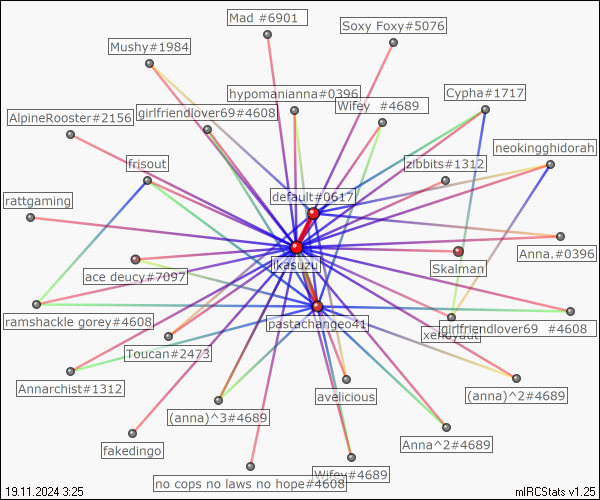 Mad #6901
Soxy Foxy#5076
Mushy#1984
hypomanianna#0396
Cypha#1717
Wifey  #4689
AlpineRooster#2156
girlfriendlover69#4608
neokingghidorah
frisout
zibbits#1312
default#0617
rattgaming
Anna.#0396
ikasuzu
Skalman
ace deucy#7097
ramshackle gorey#4608
pastachangeo41
girlfriendlover69  #4608
Toucan#2473
Annarchist#1312
avelicious
(anna)^2#4689
(anna)^3#4689
Anna^2#4689
fakedingo
Wifey#4689
no cops no laws no hope#4608
19.11.2024 3:25
mIRCStats v1.25